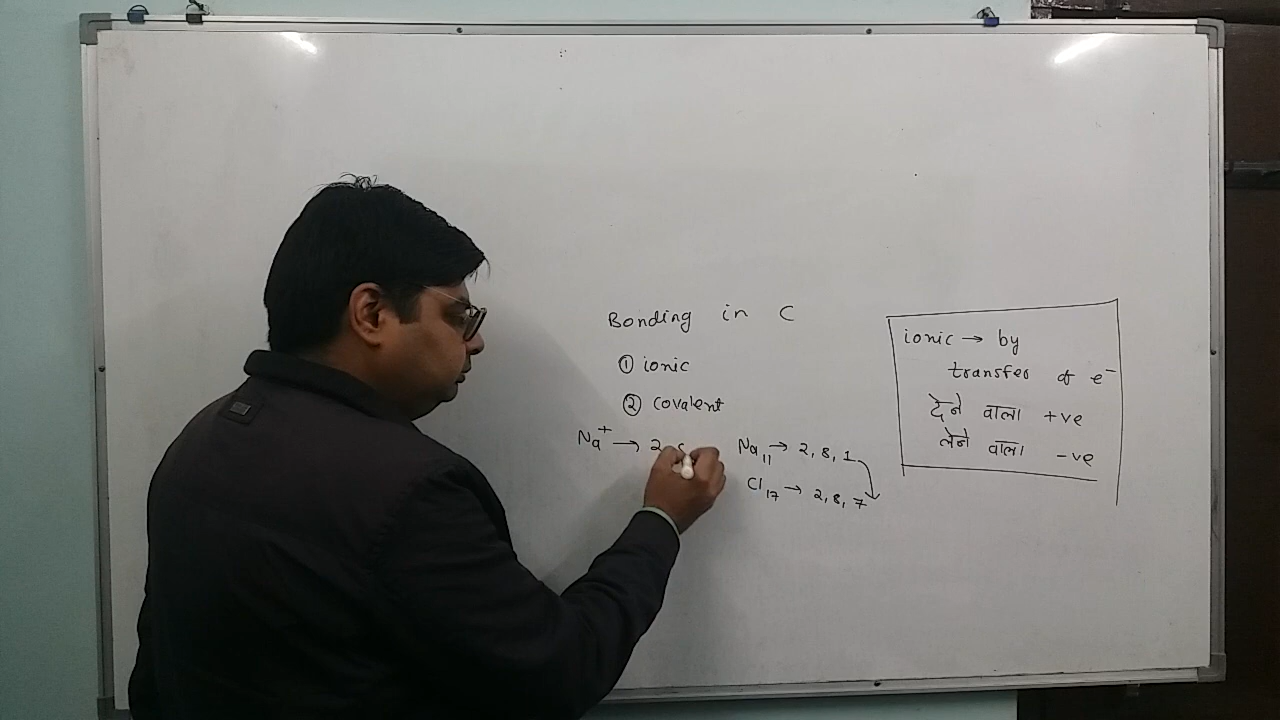 Bonding in C
① ionic
② covalent
Na⁺ → 2,
Na₁₁ → 2, 8, 1
Cl₁₇ → 2, 8, 7
ionic → by
transfer of e⁻
देने वाला +ve
लेने वाला -ve